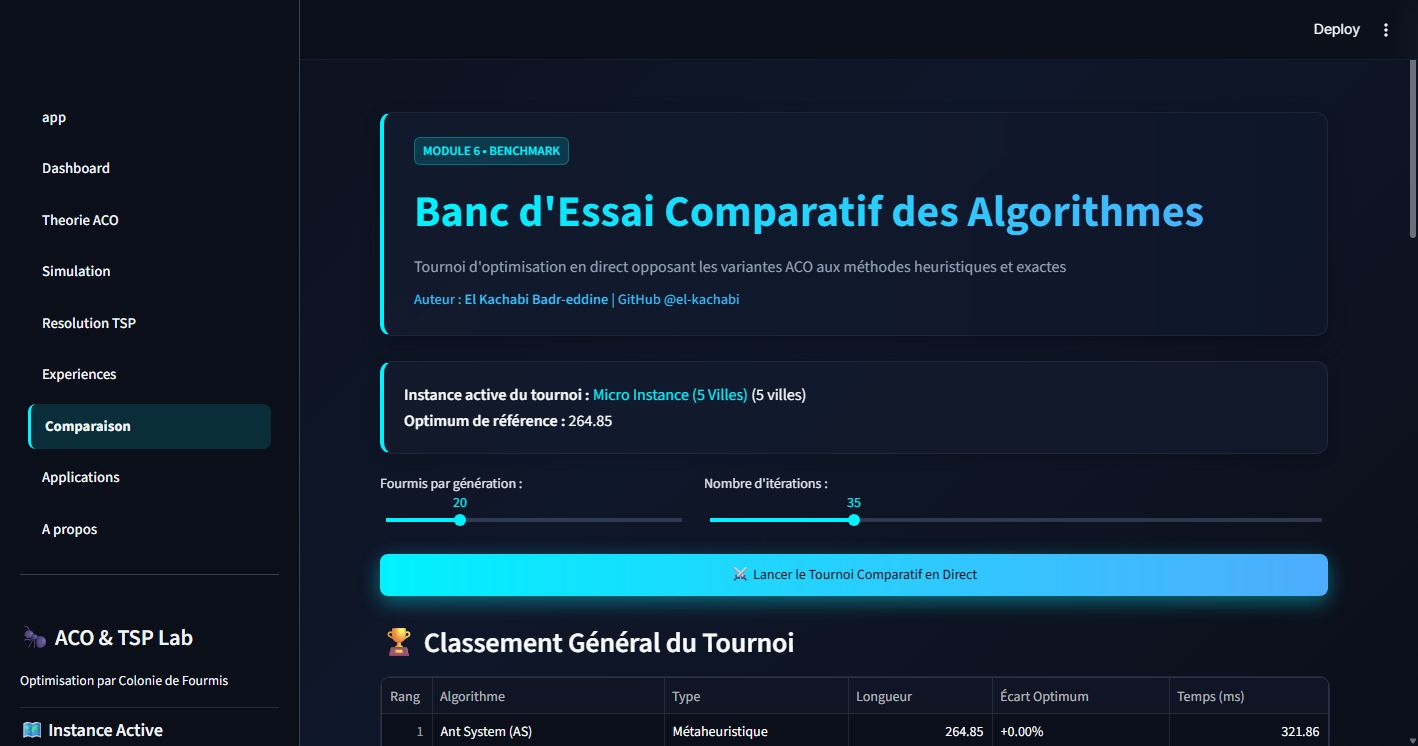 Deploy
app
Dashboard
Theorie ACO
Simulation
Resolution TSP
Experiences
Comparaison
Applications
A propos
ACO & TSP Lab
Optimisation par Colonie de Fourmis
Instance Active
MODULE 6 • BENCHMARK
Banc d'Essai Comparatif des Algorithmes
Tournoi d'optimisation en direct opposant les variantes ACO aux méthodes heuristiques et exactes
Auteur : El Kachabi Badr-eddine | GitHub @el-kachabi
Instance active du tournoi : Micro Instance (5 Villes) (5 villes)
Optimum de référence : 264.85
Fourmis par génération : Nombre d'itérations :
20 35
Lancer le Tournoi Comparatif en Direct
Classement Général du Tournoi
Rang Algorithme Type Longueur Écart Optimum Temps (ms)
1 Ant System (AS) Métaheuristique 264.85 +0.00% 321.86